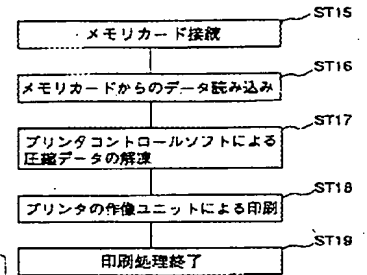 ST15
メモリカード接続
ST16
メモリカードからのデータ読み込み
ST17
プリンタコントロールソフトによる
圧縮データの解凍
ST18
プリンタの作像ユニットによる印刷
ST19
印刷処理終了